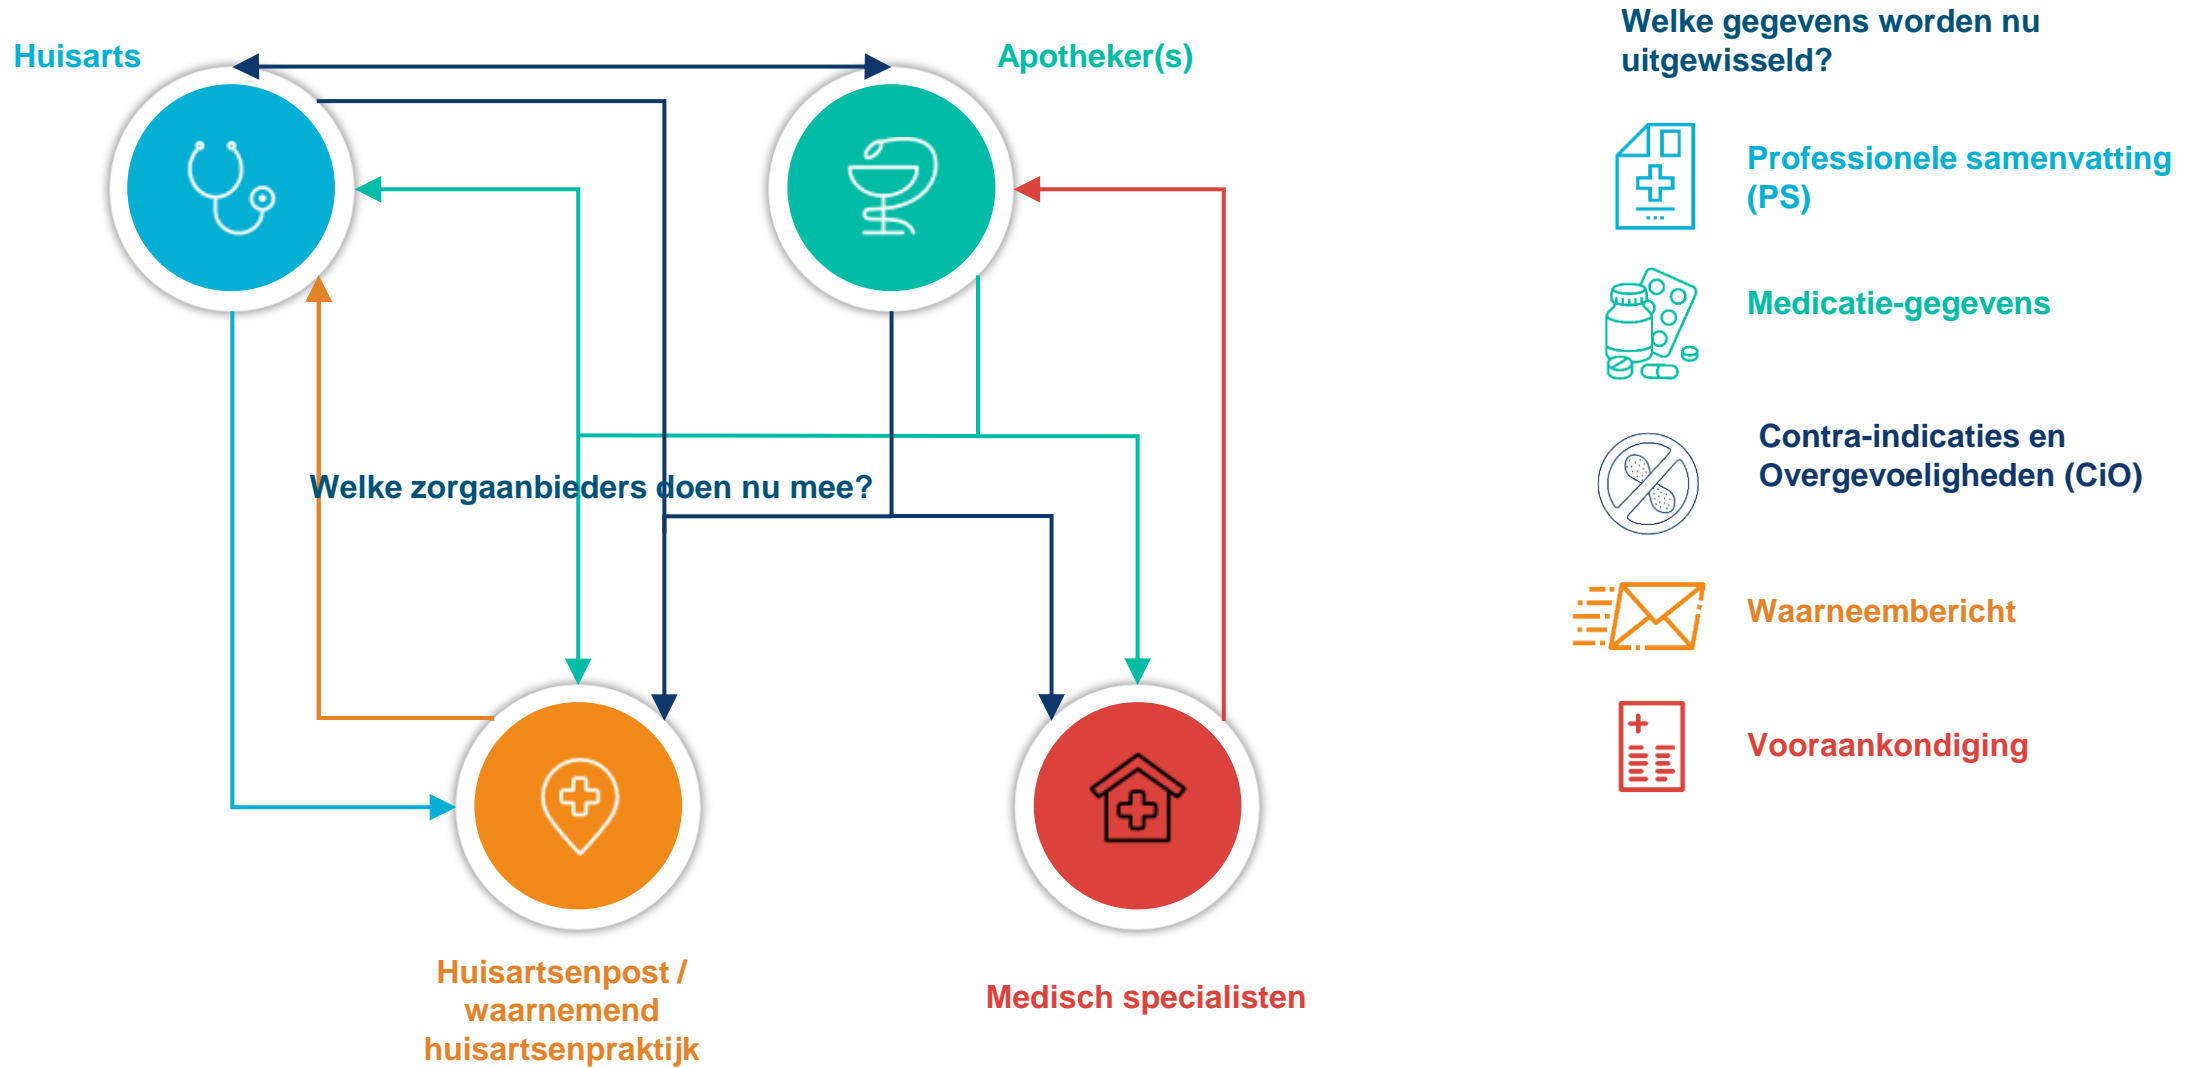 Huisarts
Apotheker(s)
Welke zorgaanbieders doen nu mee?
Huisartsenpost /
waarnemend
huisartsenpraktijk
Medisch specialisten
Welke gegevens worden nu
uitgewisseld?
Professionele samenvatting
(PS)
Medicatie-gegevens
Contra-indicaties en
Overgevoeligheden (CiO)
Waarneembericht
Vooraankondiging